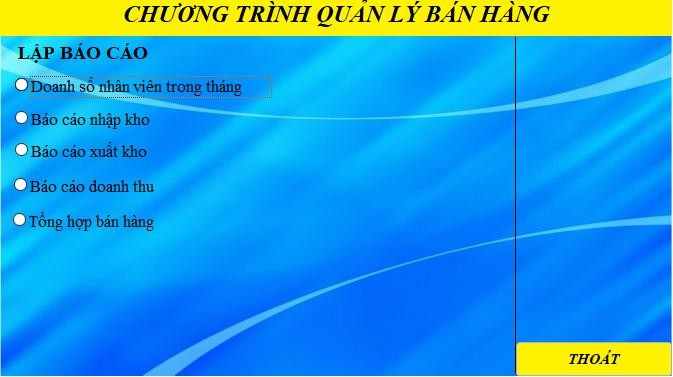 CHƯƠNG TRÌNH QUẢN LÝ BÁN HÀNG
LẬP BÁO CÁO
Doanh số nhân viên trong tháng
Báo cáo nhập kho
Báo cáo xuất kho
Báo cáo doanh thu
Tổng hợp bán hàng
THOÁT